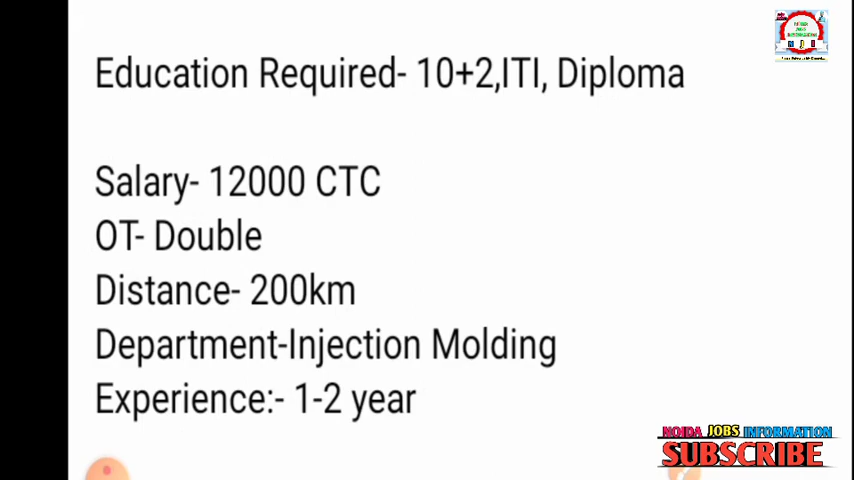 Education Required- 10+2,ITI, Diploma
Salary- 12000 CTC
OT- Double
Distance- 200km
Department-Injection Molding
Experience:- 1-2 year
NOIDA JOBS INFORMATION
SUBSCRIBE
N J I